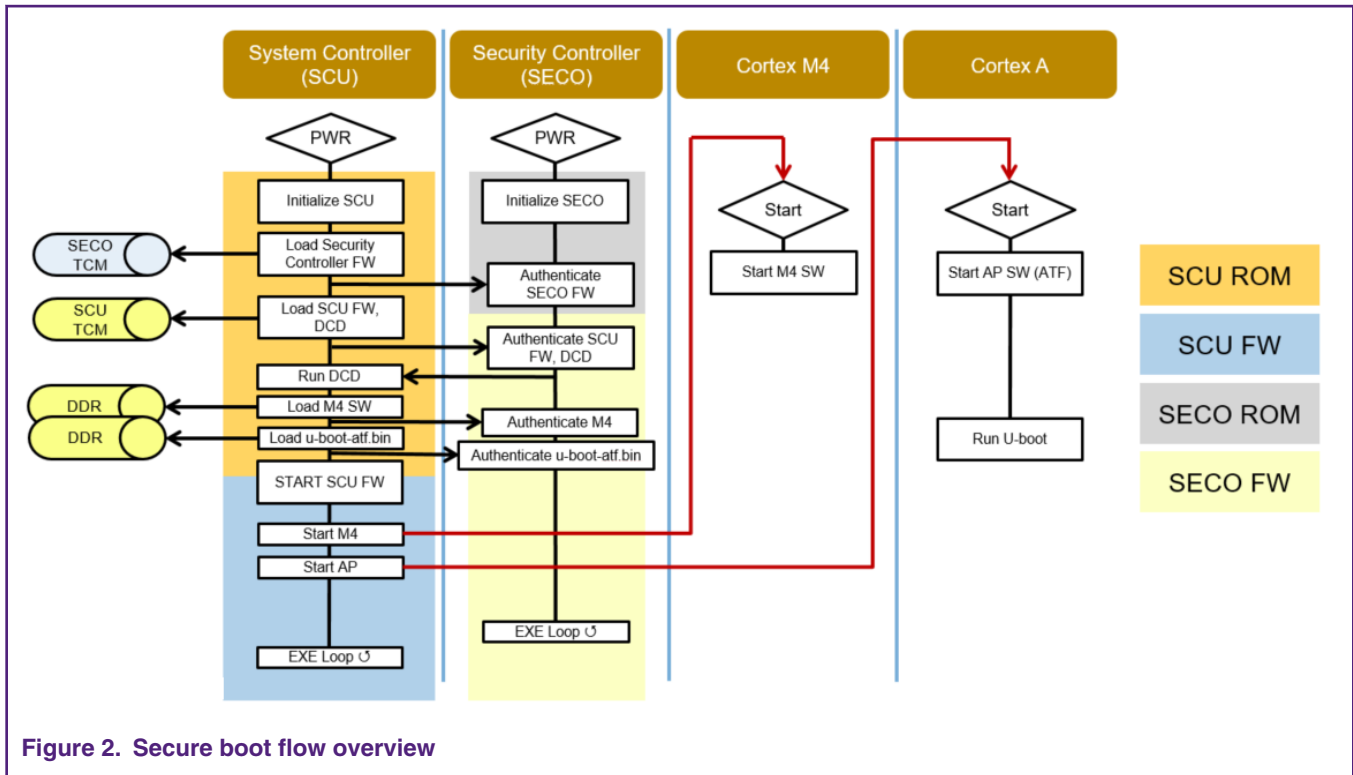 System Controller
(SCU)
Security Controller
(SECO)
Cortex M4
Cortex A
PWR
Initialize SCU
SECO
TCM
Load Security
Controller FW
SCU
TCM
Load SCU FW,
DCD
Run DCD
DDR
Load M4 SW
DDR
Load u-boot-atf.bin
START SCU FW
Start M4
Start AP
EXE Loop ↺
PWR
Initialize SECO
Authenticate
SECO FW
Authenticate SCU
FW, DCD
Authenticate M4
Authenticate u-boot-atf.bin
EXE Loop ↺
Start
Start M4 SW
Start
Start AP SW (ATF)
Run U-boot
SCU ROM
SCU FW
SECO ROM
SECO FW
Figure 2. Secure boot flow overview